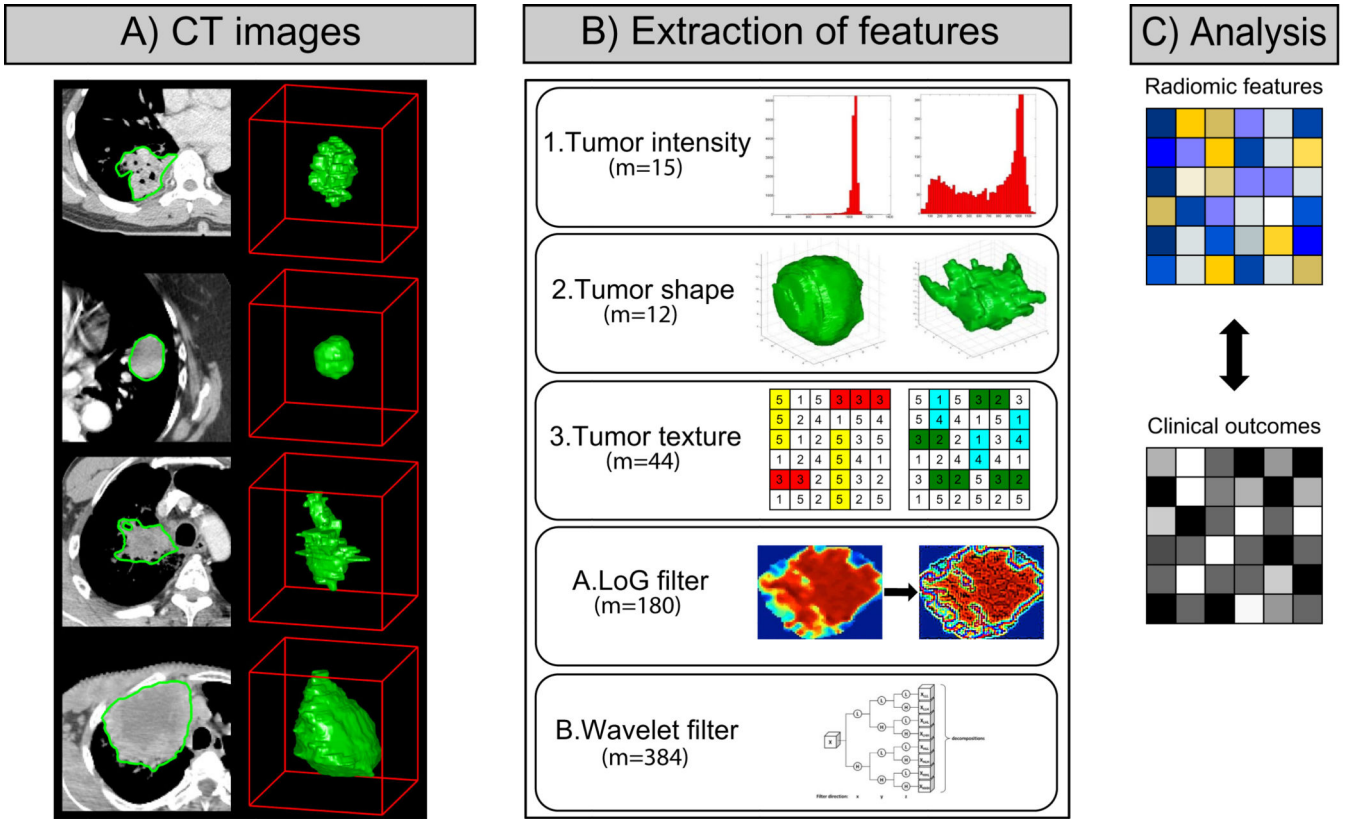 A) CT images
B) Extraction of features
C) Analysis
1.Tumor intensity
(m=15)
2.Tumor shape
(m=12)
3.Tumor texture
(m=44)
5 1 5 3 3 3
5 2 4 1 5 4
5 1 2 5 3 5
1 2 4 5 4 1
3 3 2 5 3 2
1 5 2 5 2 5
5 1 5 3 2 3
5 4 2 4 1 5 1
3 2 2 1 3 4
1 2 4 4 4 1
3 3 2 5 3 2
1 5 2 5 2 5
A.LoG filter
(m=180)
B.Wavelet filter
(m=384)
X
L
H
L
H
L
H
L
H
L
H
L
H
L
H
decompositions
Filter direction: x y z
Radiomic features
Clinical outcomes